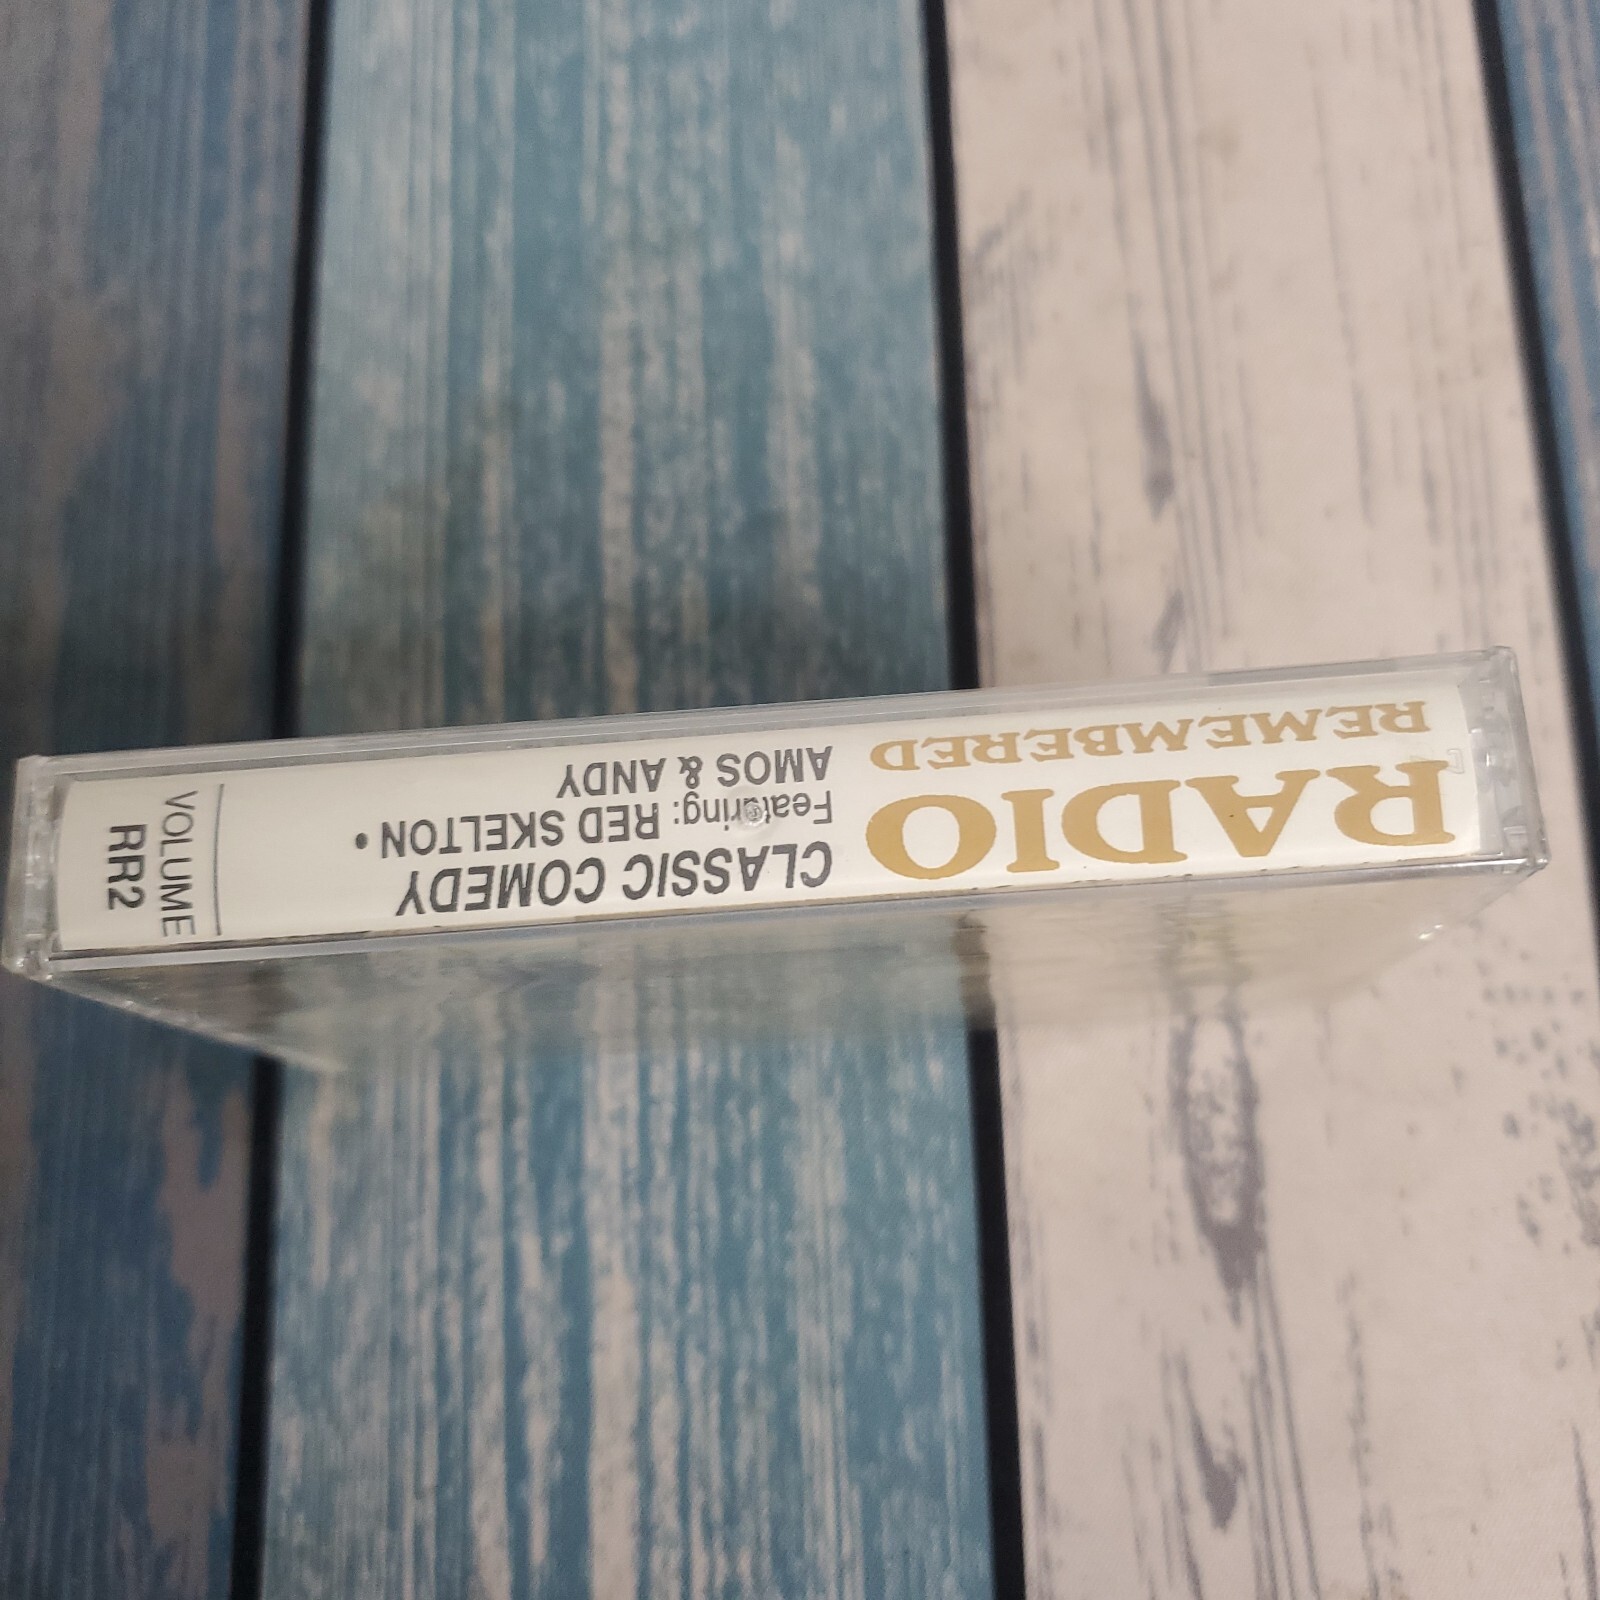 RADIO
REMEMBERED
CLASSIC COMEDY
Featuring: RED SKELTON •
AMOS & ANDY
VOLUME
RR2